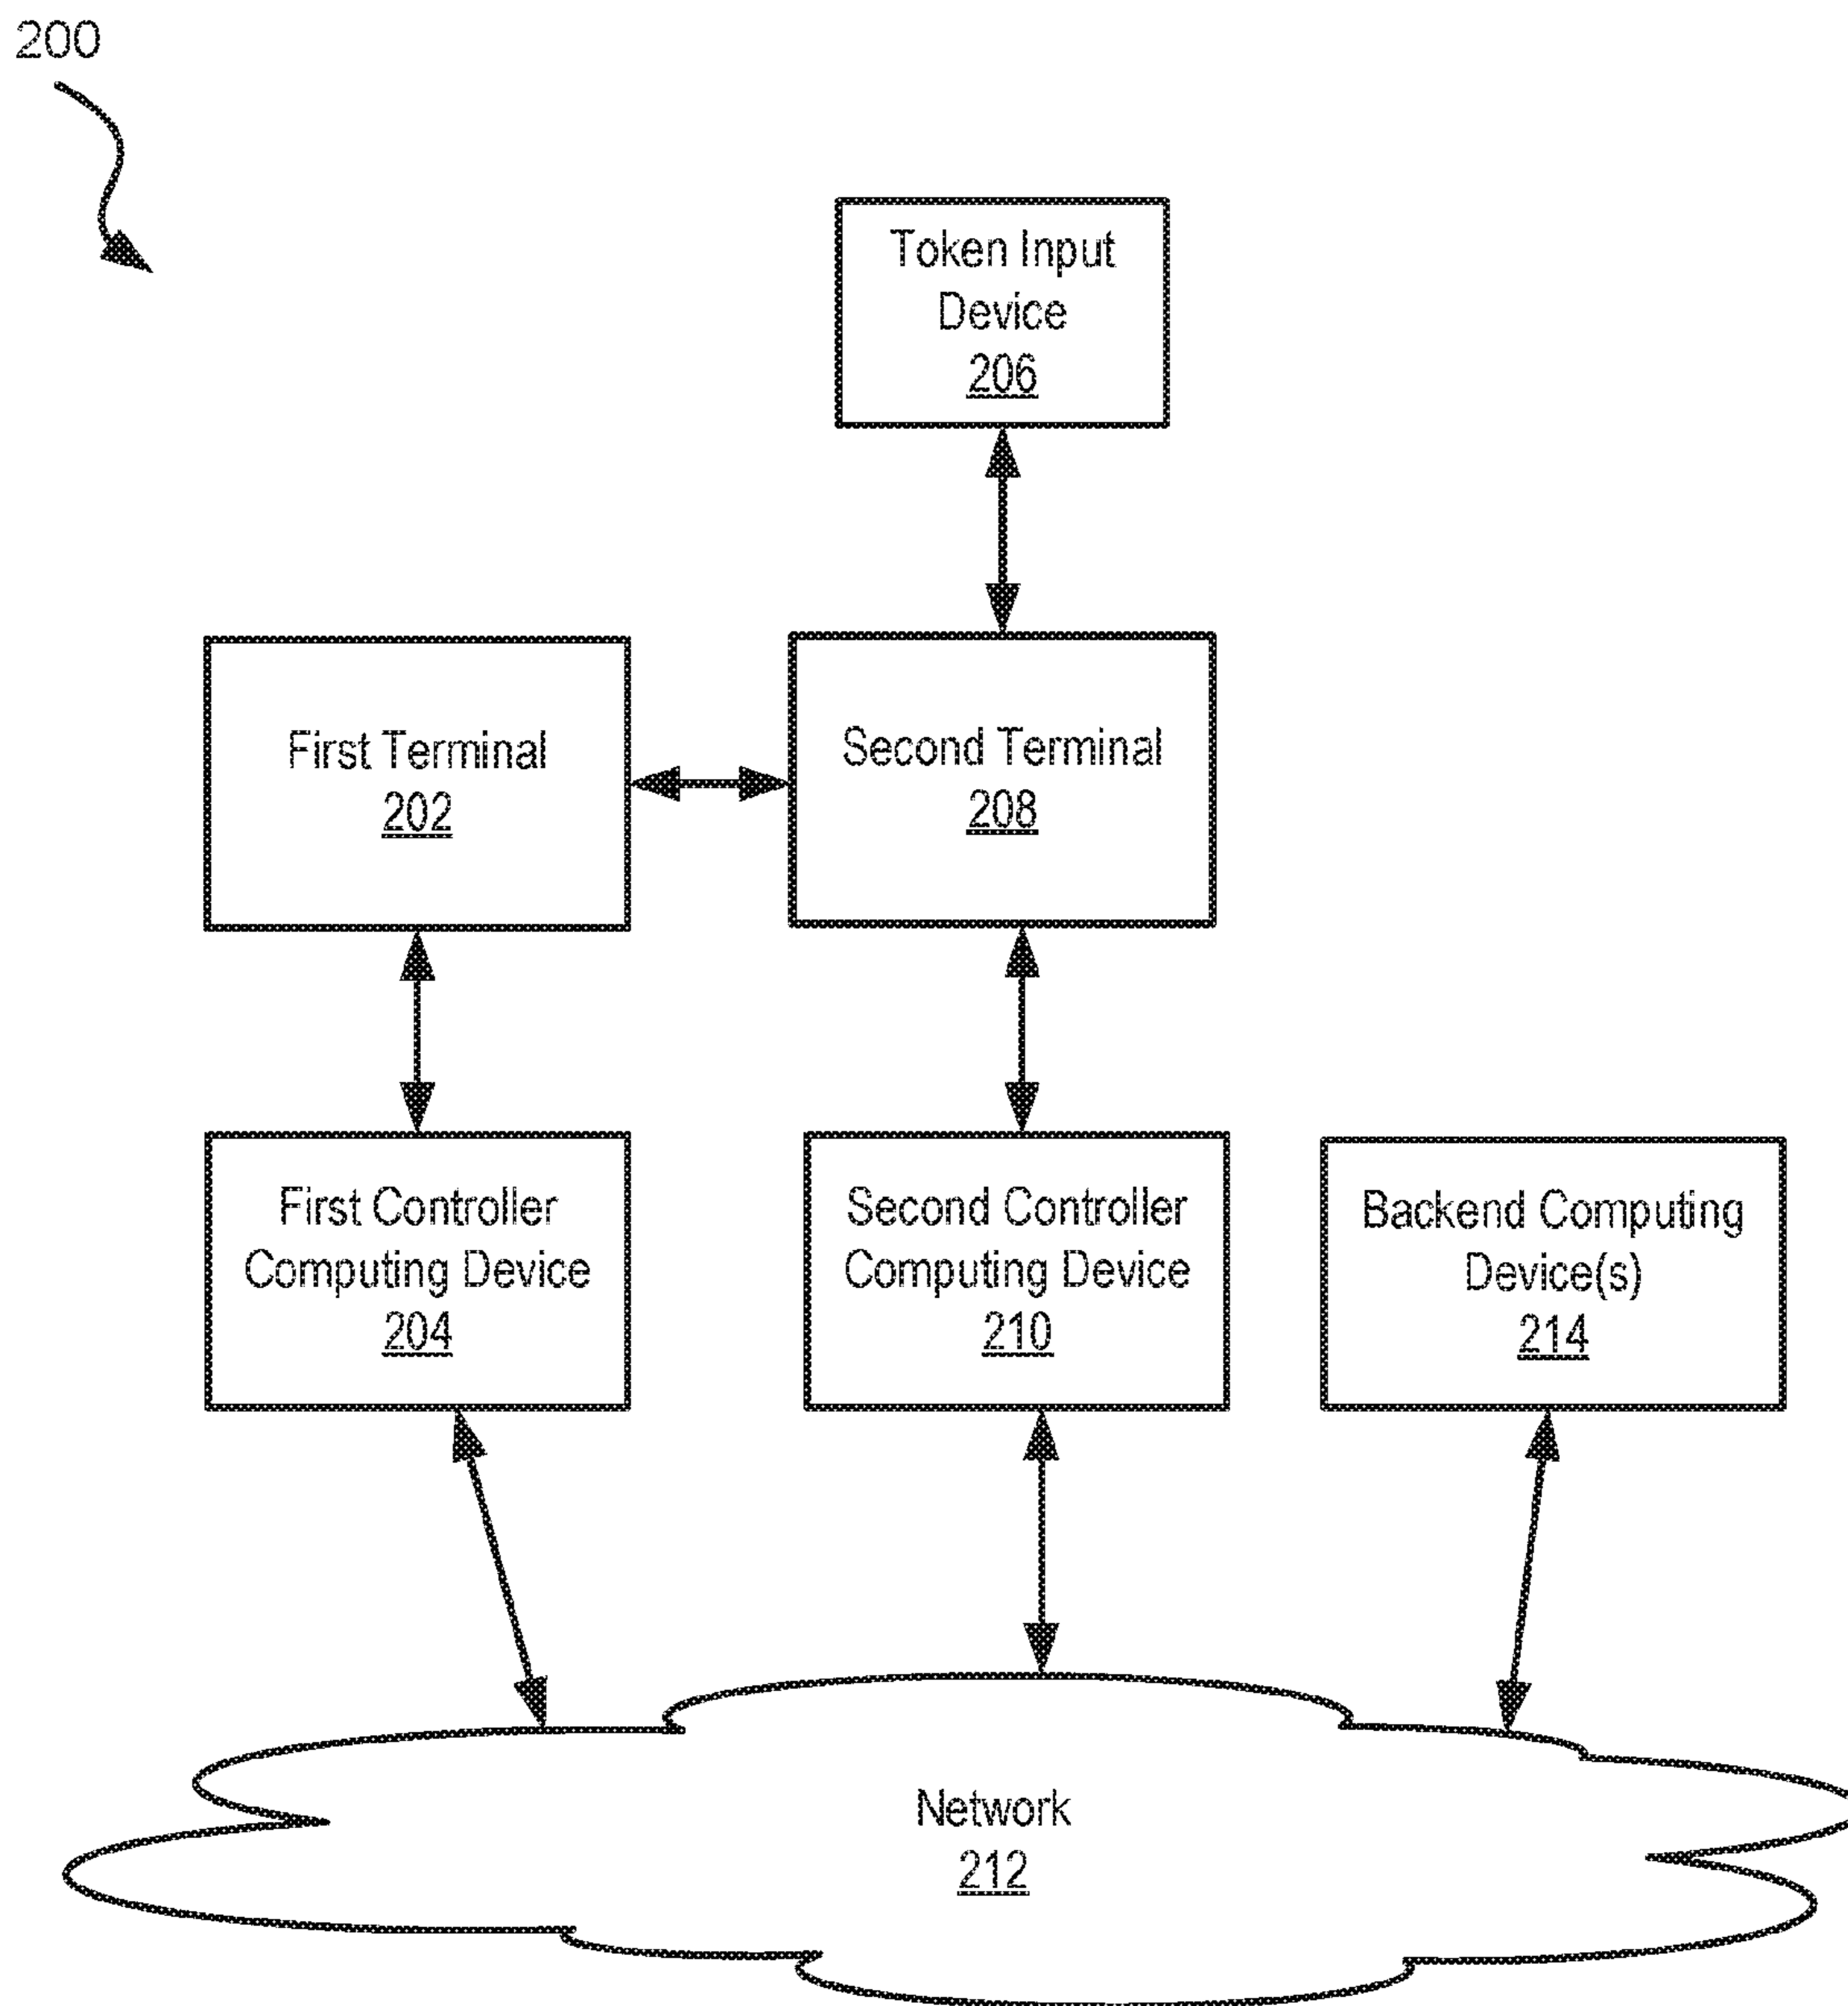 200
Token Input
Device
206
First Terminal
202
Second Terminal
208
First Controller
Computing Device
204
Second Controller
Computing Device
210
Backend Computing
Device(s)
214
Network
212